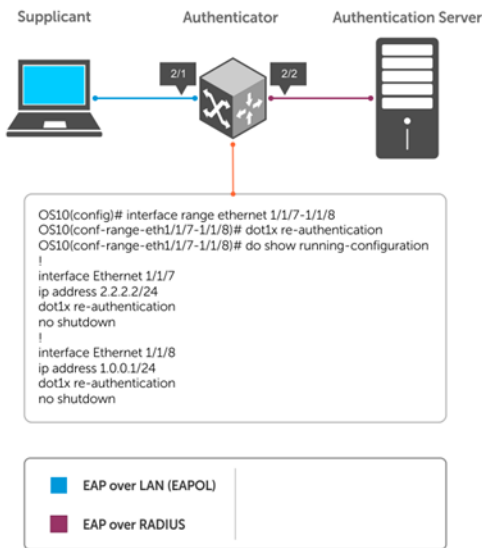 Supplicant Authenticator Authentication Server
2/1 2/2
OS10(config)# interface range ethernet 1/1/7-1/1/8
OS10(conf-range-eth1/1/7-1/1/8)# dot1x re-authentication
OS10(conf-range-eth1/1/7-1/1/8)# do show running-configuration
!
interface Ethernet 1/1/7
ip address 2.2.2.2/24
dot1x re-authentication
no shutdown
!
interface Ethernet 1/1/8
ip address 1.0.0.1/24
dot1x re-authentication
no shutdown
EAP over LAN (EAPOL)
EAP over RADIUS